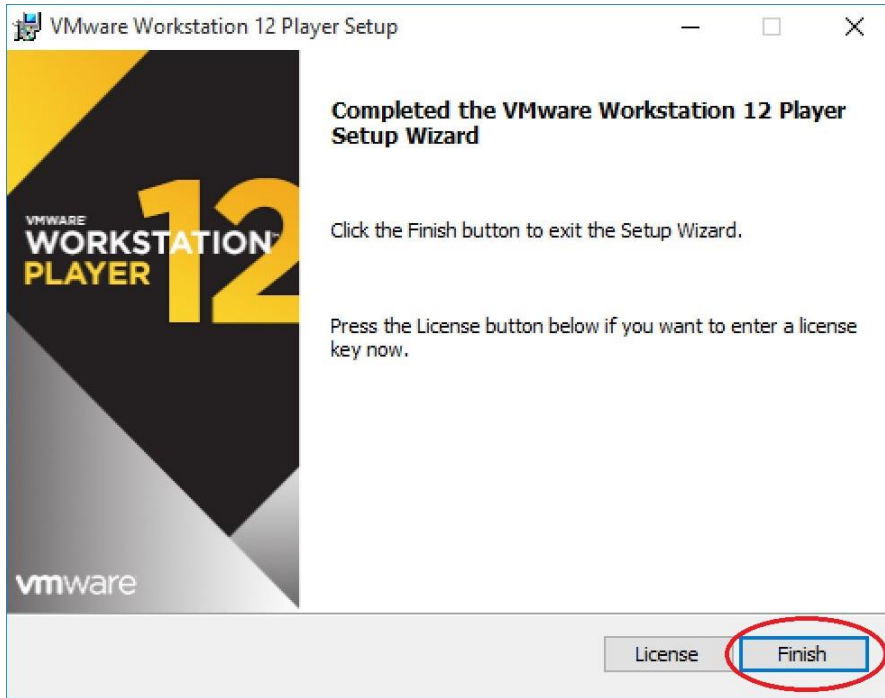 VMware Workstation 12 Player Setup
Completed the VMware Workstation 12 Player
Setup Wizard
12
VMWARE
WORKSTATION™
PLAYER
Click the Finish button to exit the Setup Wizard.
Press the License button below if you want to enter a license
key now.
vmware
License
Finish